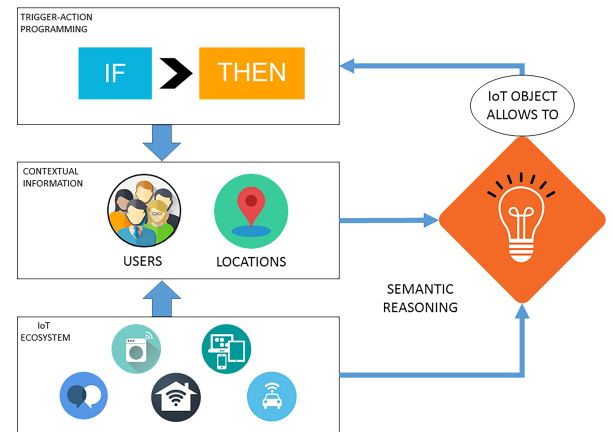 TRIGGER-ACTION
PROGRAMMING
IF
THEN
IoT OBJECT
ALLOWS TO
CONTEXTUAL
INFORMATION
USERS
LOCATIONS
SEMANTIC
REASONING
IoT
ECOSYSTEM